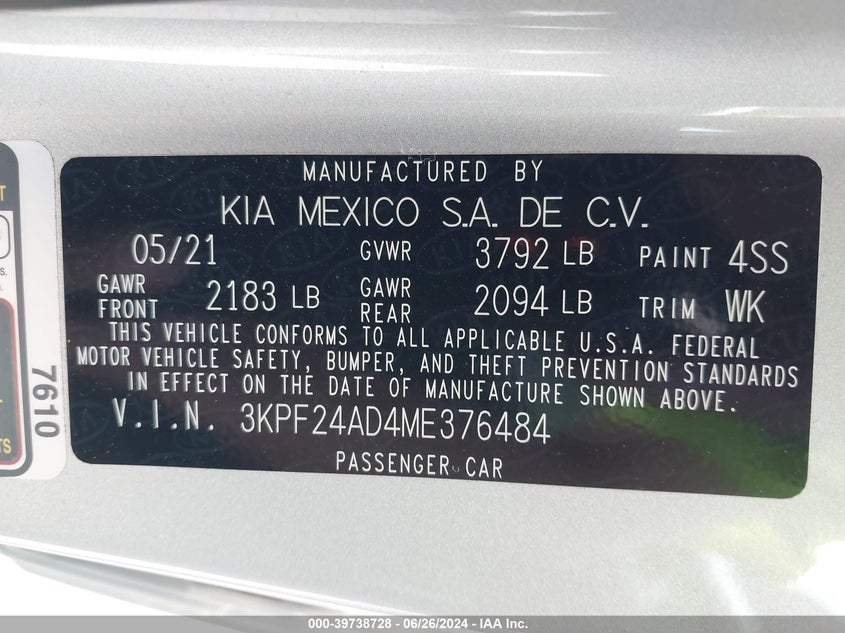 MANUFACTURED BY
KIA MEXICO S.A. DE C.V.
05/21 GVWR 3792 LB PAINT 4SS
GAWR FRONT 2183 LB GAWR REAR 2094 LB TRIM WK
THIS VEHICLE CONFORMS TO ALL APPLICABLE U.S.A. FEDERAL
MOTOR VEHICLE SAFETY, BUMPER, AND THEFT PREVENTION STANDARDS
IN EFFECT ON THE DATE OF MANUFACTURE SHOWN ABOVE.
V.I.N. 3KPF24AD4ME376484
PASSENGER CAR
7610
000-39738728 - 06/26/2024 - IAA Inc.